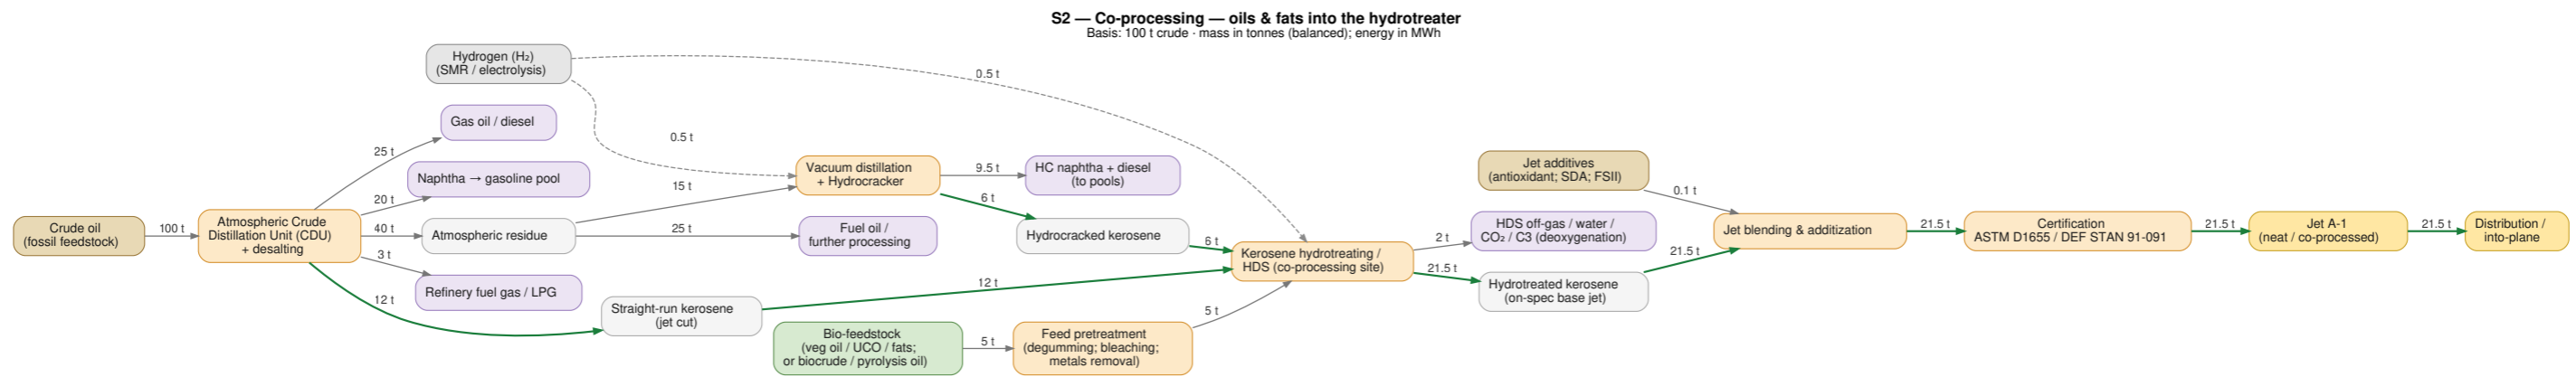 S2 — Co-processing — oils & fats into the hydrotreater
Basis: 100 t crude · mass in tonnes (balanced); energy in MWh
Hydrogen (H₂)
(SMR / electrolysis)
0.5 t
0.5 t
Gas oil / diesel
25 t
Naphtha → gasoline pool
20 t
Crude oil
(fossil feedstock)
100 t
Atmospheric Crude
Distillation Unit (CDU)
+ desalting
40 t
Atmospheric residue
15 t
25 t
3 t
Refinery fuel gas / LPG
12 t
Straight-run kerosene
(jet cut)
Vacuum distillation
+ Hydrocracker
9.5 t
HC naphtha + diesel
(to pools)
6 t
Fuel oil /
further processing
Hydrocracked kerosene
6 t
12 t
Bio-feedstock
(veg oil / UCO / fats;
or biocrude / pyrolysis oil)
5 t
Feed pretreatment
(degumming; bleaching;
metals removal)
5 t
Kerosene hydrotreating /
HDS (co-processing site)
2 t
21.5 t
Jet additives
(antioxidant; SDA; FSII)
0.1 t
HDS off-gas / water /
CO₂ / C3 (deoxygenation)
Hydrotreated kerosene
(on-spec base jet)
21.5 t
Jet blending & additization
21.5 t
Certification
ASTM D1655 / DEF STAN 91-091
21.5 t
Jet A-1
(neat / co-processed)
21.5 t
Distribution /
into-plane